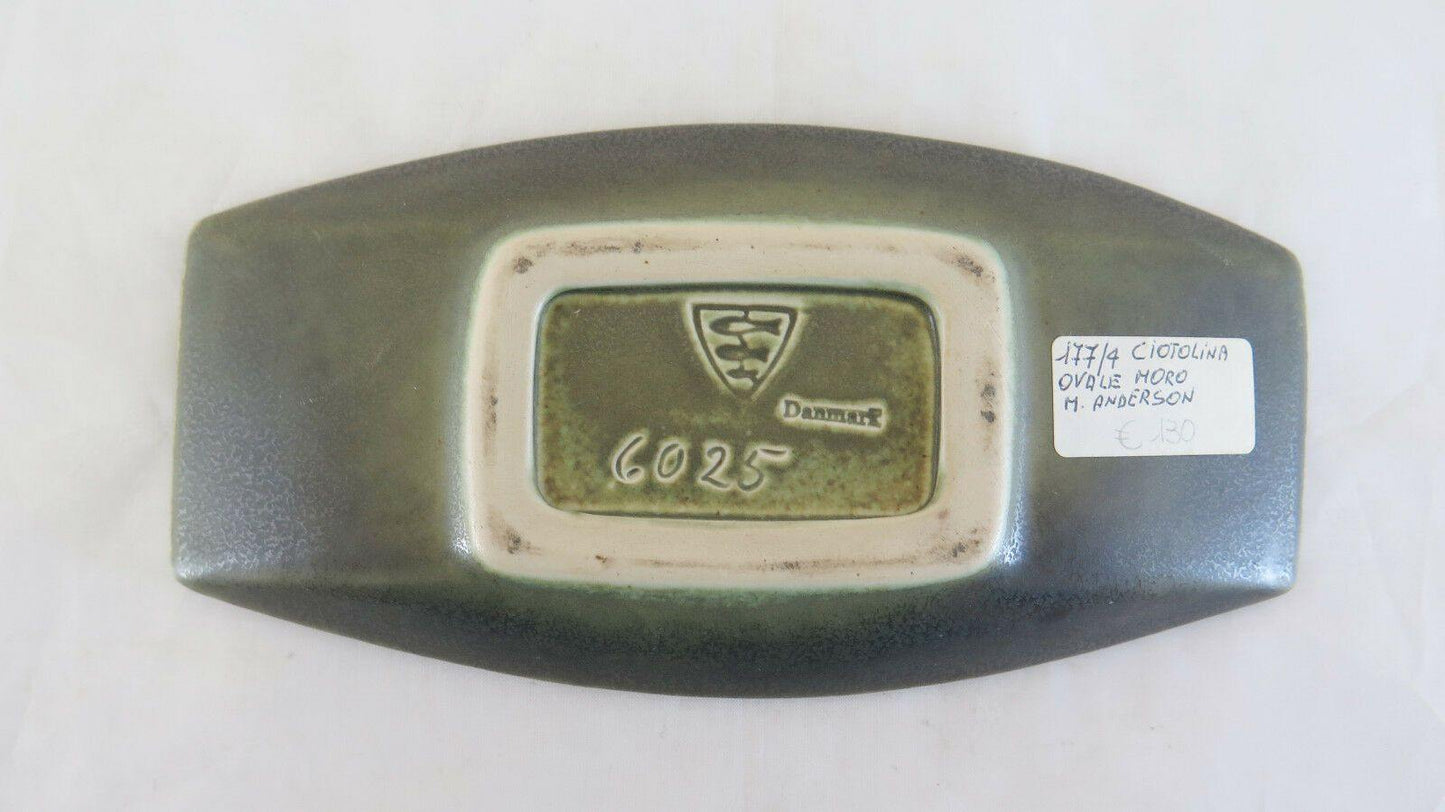 Danmark
6025
177/4 CIOTOLINA
OVALE MORO
M. ANDERSON
€ 130